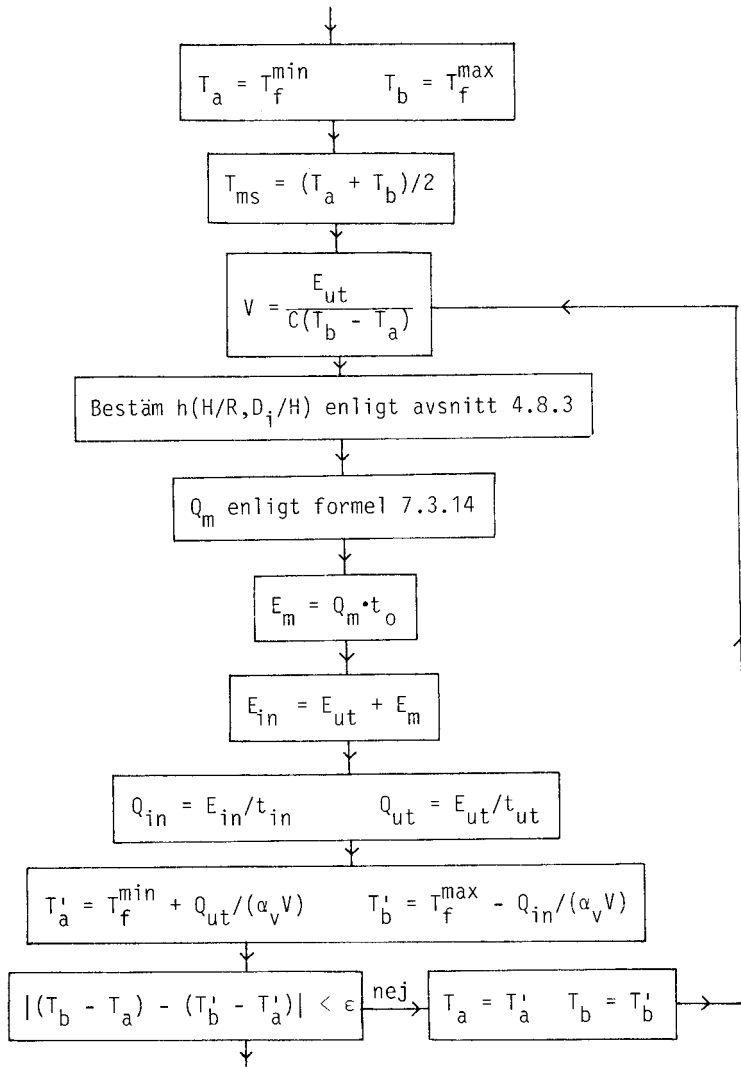 T_a = T_f^min T_b = T_f^max
T_ms = (T_a + T_b)/2
V = E_ut / C(T_b - T_a)
Bestäm h(H/R,D_i/H) enligt avsnitt 4.8.3
Q_m enligt formel 7.3.14
E_m = Q_m·t_o
E_in = E_ut + E_m
Q_in = E_in/t_in Q_ut = E_ut/t_ut
T'_a = T_f^min + Q_ut/(α_v V) T'_b = T_f^max - Q_in/(α_v V)
|(T_b - T_a) - (T'_b - T'_a)| < ε nej T_a = T'_a T_b = T'_b